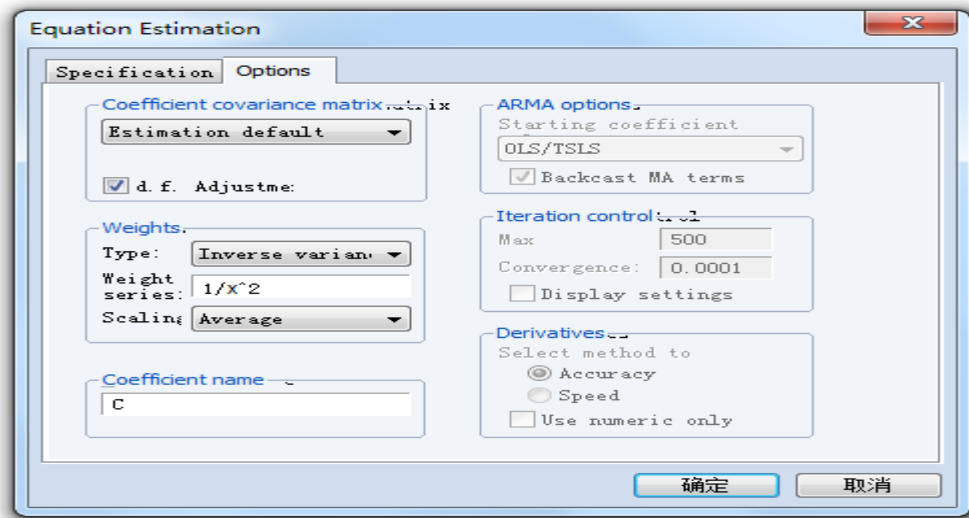 Equation Estimation
Specification
Options
Coefficient covariance matrix
Estimation default
d. f. Adjustme:
Weights
Type:
Inverse varian
Weight
series:
1/x^2
Scaling
Average
Coefficient name
C
ARMA options
Starting coefficient
OLS/TSLS
Backcast MA terms
Iteration control
Max
500
Convergence:
0.0001
Display settings
Derivatives
Select method to
Accuracy
Speed
Use numeric only
确定
取消